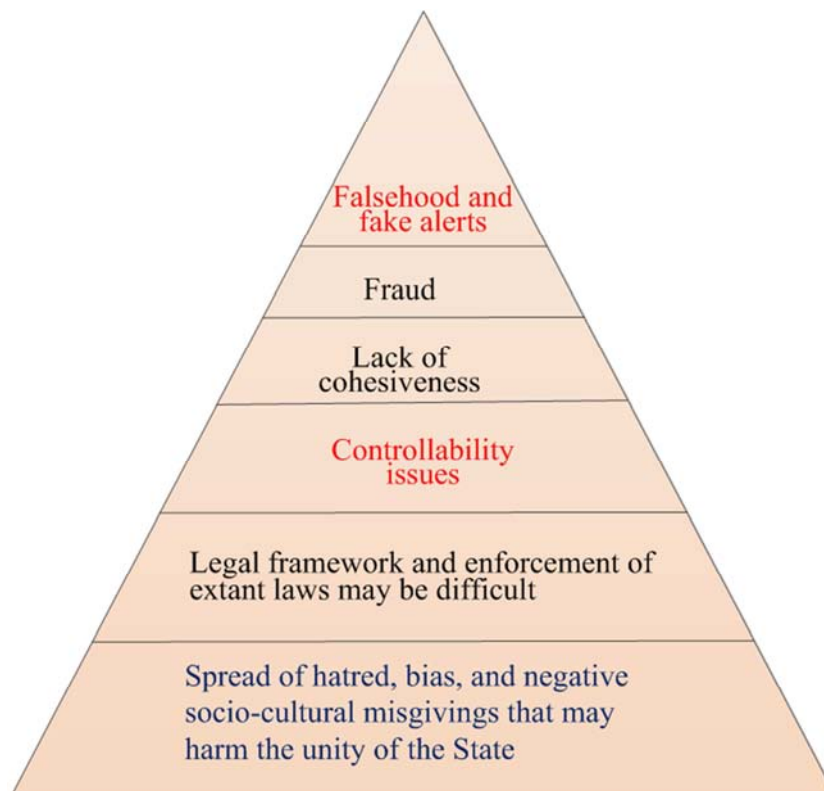 Falsehood and
fake alerts
Fraud
Lack of
cohesiveness
Controllability
issues
Legal framework and enforcement of
extant laws may be difficult
Spread of hatred, bias, and negative
socio-cultural misgivings that may
harm the unity of the State